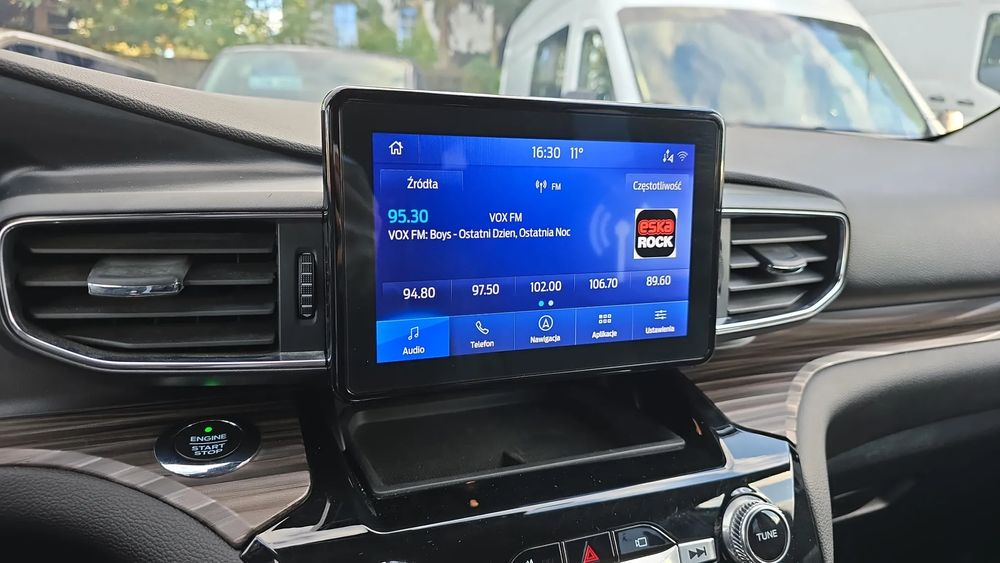 16:30 11°
Źródła
FM
Częstotliwość
95.30
VOX FM
VOX FM: Boys - Ostatni Dzien, Ostatnia Noc
eska
ROCK
94.80 97.50 102.00 106.70 89.60
Audio Telefon Nawigacja Aplikacje Ustawienia
ENGINE
START
STOP
TUNE